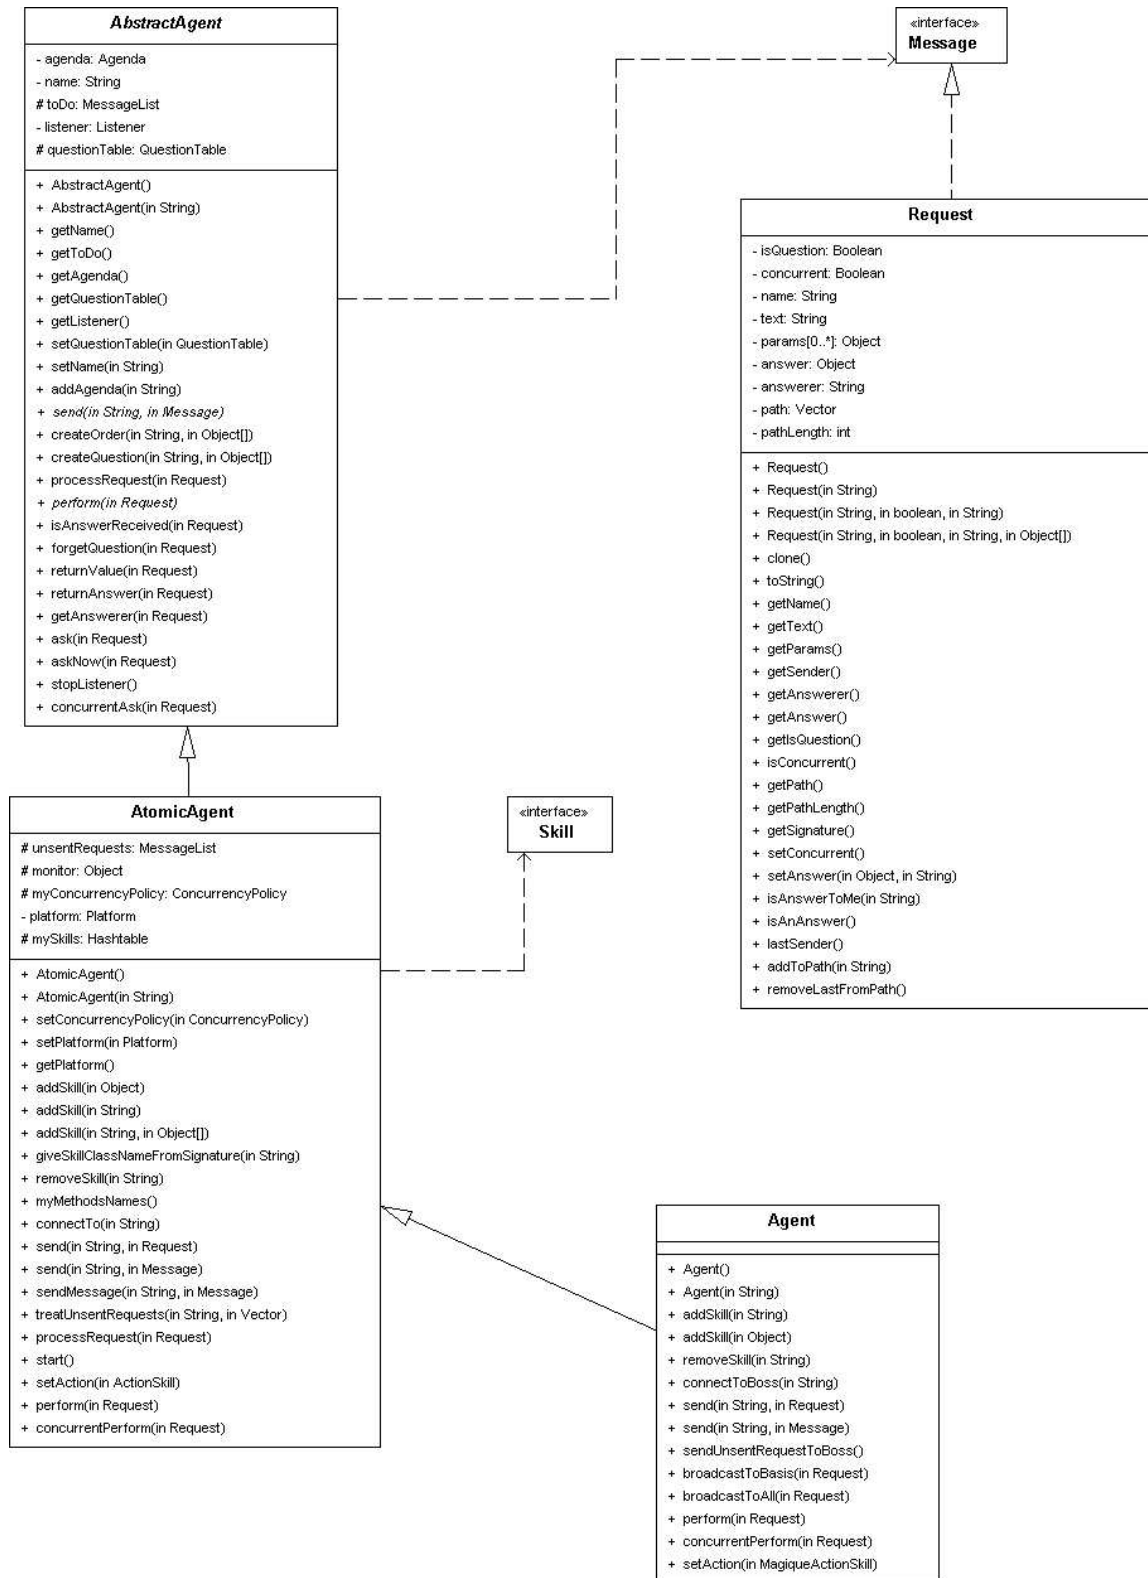 AbstractAgent
- agenda: Agenda
- name: String
# toDo: MessageList
- listener: Listener
# questionTable: QuestionTable
+ AbstractAgent()
+ AbstractAgent(in String)
+ getName()
+ getToDo()
+ getAgenda()
+ getQuestionTable()
+ getListener()
+ setQuestionTable(in QuestionTable)
+ setName(in String)
+ addAgenda(in String)
+ send(in String, in Message)
+ createOrder(in String, in Object[])
+ createQuestion(in String, in Object[])
+ processRequest(in Request)
+ perform(in Request)
+ isAnswerReceived(in Request)
+ forgetQuestion(in Request)
+ returnValue(in Request)
+ returnAnswer(in Request)
+ getAnswerer(in Request)
+ ask(in Request)
+ askNow(in Request)
+ stopListener()
+ concurrentAsk(in Request)
«interface»
Message
Request
- isQuestion: Boolean
- concurrent: Boolean
- name: String
- text: String
- params[0..*]: Object
- answer: Object
- answerer: String
- path: Vector
- pathLength: int
+ Request()
+ Request(in String)
+ Request(in String, in boolean, in String)
+ Request(in String, in boolean, in String, in Object[])
+ clone()
+ toString()
+ getName()
+ getText()
+ getParams()
+ getSender()
+ getAnswerer()
+ getAnswer()
+ getIsQuestion()
+ isConcurrent()
+ getPath()
+ getPathLength()
+ getSignature()
+ setConcurrent()
+ setAnswer(in Object, in String)
+ isAnswerToMe(in String)
+ isAnAnswer()
+ lastSender()
+ addToPath(in String)
+ removeLastFromPath()
AtomicAgent
# unsentRequests: MessageList
# monitor: Object
# myConcurrencyPolicy: ConcurrencyPolicy
- platform: Platform
# mySkills: Hashtable
+ AtomicAgent()
+ AtomicAgent(in String)
+ setConcurrencyPolicy(in ConcurrencyPolicy)
+ setPlatform(in Platform)
+ getPlatform()
+ addSkill(in Object)
+ addSkill(in String)
+ addSkill(in String, in Object[])
+ giveSkillClassNameFromSignature(in String)
+ removeSkill(in String)
+ myMethodsNames()
+ connectTo(in String)
+ send(in String, in Request)
+ send(in String, in Message)
+ sendMessage(in String, in Message)
+ treatUnsentRequests(in String, in Vector)
+ processRequest(in Request)
+ start()
+ setAction(in ActionSkill)
+ perform(in Request)
+ concurrentPerform(in Request)
«interface»
Skill
Agent
+ Agent()
+ Agent(in String)
+ addSkill(in String)
+ addSkill(in Object)
+ removeSkill(in String)
+ connectToBoss(in String)
+ send(in String, in Request)
+ send(in String, in Message)
+ sendUnsentRequestToBoss()
+ broadcastToBasis(in Request)
+ broadcastToAll(in Request)
+ perform(in Request)
+ concurrentPerform(in Request)
+ setAction(in MagiqueActionSkill)